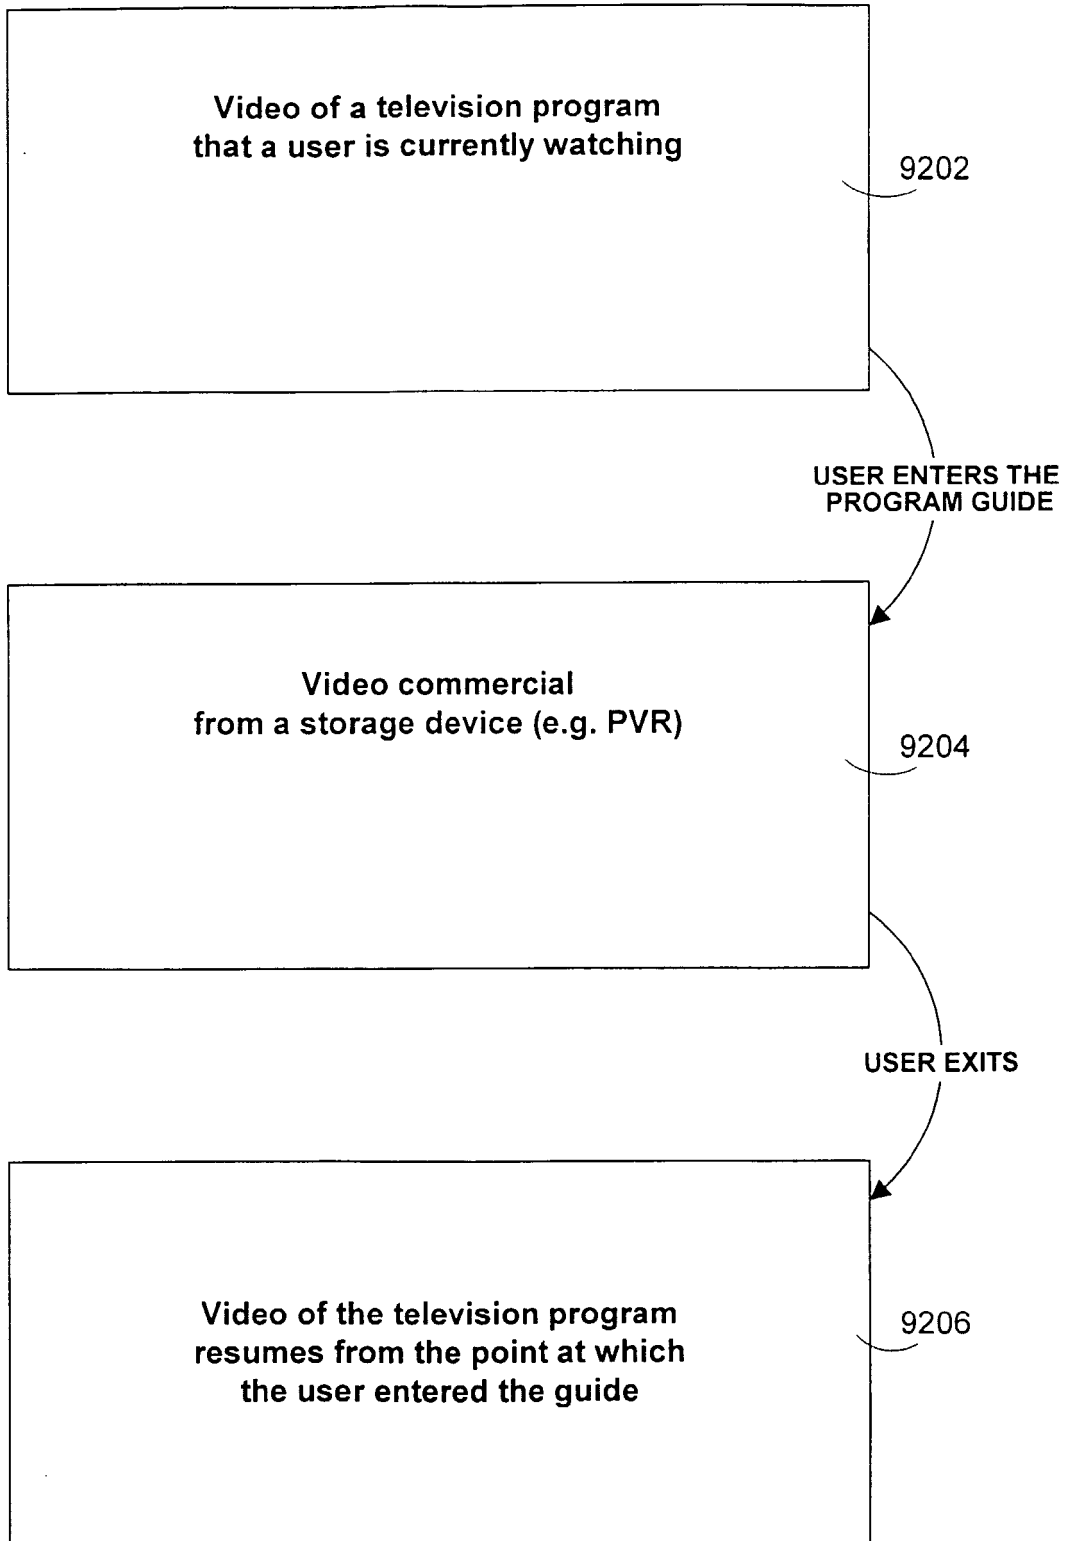 Video of a television program
that a user is currently watching
9202
USER ENTERS THE
PROGRAM GUIDE
Video commercial
from a storage device (e.g. PVR)
9204
USER EXITS
Video of the television program
resumes from the point at which
the user entered the guide
9206